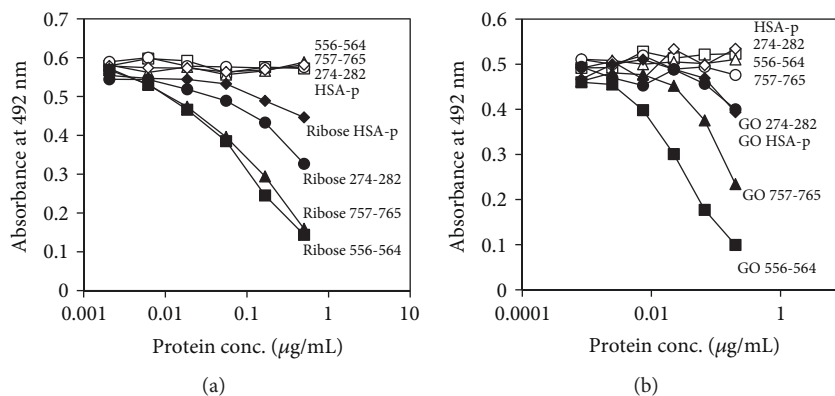 0.7
0.6
0.5
0.4
0.3
0.2
0.1
0
0.001
0.01
0.1
1
10
Absorbance at 492 nm
Protein conc. (µg/mL)
556-564
757-765
274-282
HSA-p
Ribose HSA-p
Ribose 274-282
Ribose 757-765
Ribose 556-564
(a)
0.6
0.5
0.4
0.3
0.2
0.1
0
0.0001
0.01
1
Absorbance at 492 nm
Protein conc. (µg/mL)
HSA-p
274-282
556-564
757-765
GO 274-282
GO HSA-p
GO 757-765
GO 556-564
(b)